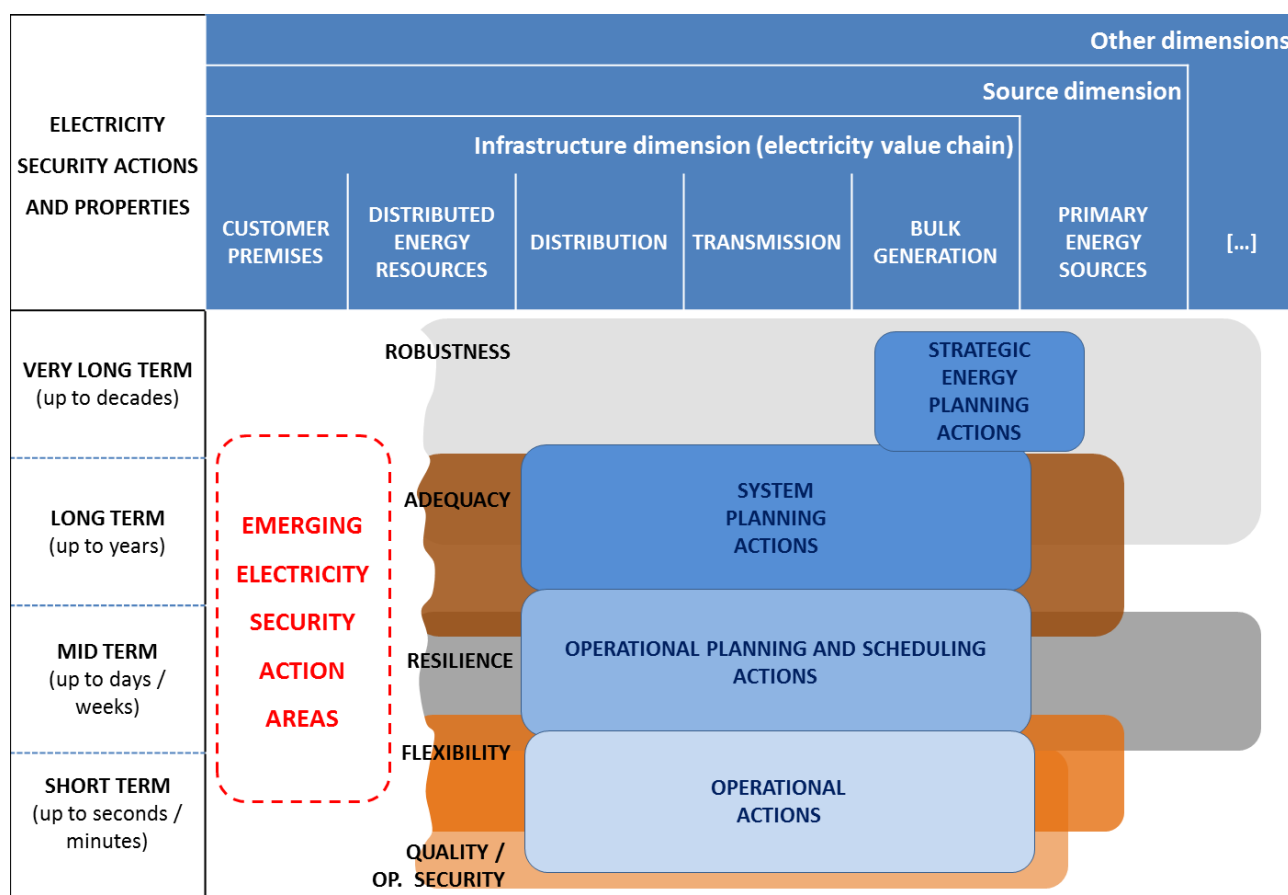 Other dimensions
Source dimension
Infrastructure dimension (electricity value chain)
ELECTRICITY
SECURITY ACTIONS
AND PROPERTIES
CUSTOMER
PREMISES
DISTRIBUTED
ENERGY
RESOURCES
DISTRIBUTION
TRANSMISSION
BULK
GENERATION
PRIMARY
ENERGY
SOURCES
[...]
VERY LONG TERM
(up to decades)
ROBUSTNESS
STRATEGIC
ENERGY
PLANNING
ACTIONS
LONG TERM
(up to years)
ADEQUACY
SYSTEM
PLANNING
ACTIONS
EMERGING
ELECTRICITY
SECURITY
ACTION
AREAS
MID TERM
(up to days /
weeks)
RESILIENCE
OPERATIONAL PLANNING AND SCHEDULING
ACTIONS
FLEXIBILITY
SHORT TERM
(up to seconds /
minutes)
OPERATIONAL
ACTIONS
QUALITY /
OP. SECURITY